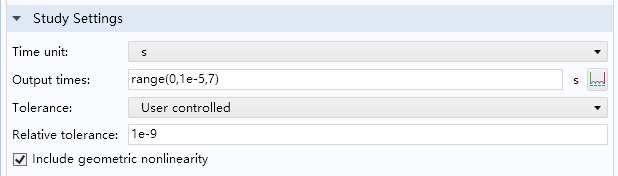 Study Settings
Time unit: s
Output times: range(0,1e-5,7) s
Tolerance: User controlled
Relative tolerance: 1e-9
Include geometric nonlinearity